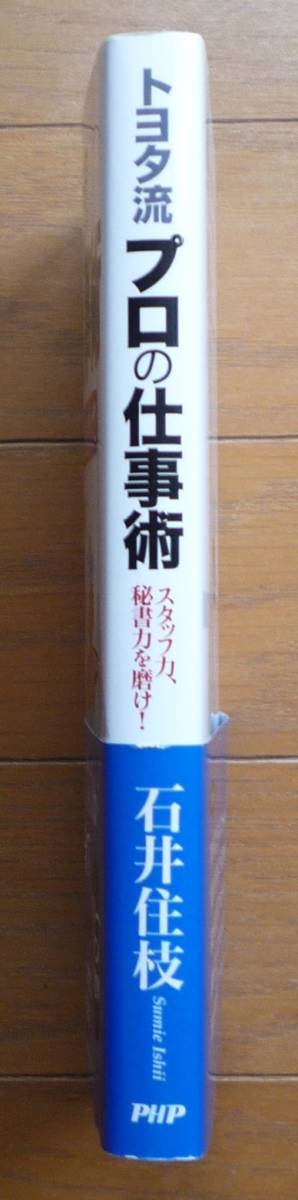 トヨタ流
プロの仕事術
スタッフ力、
秘書力を磨け！
石井住枝
Sumie Ishii
PHP